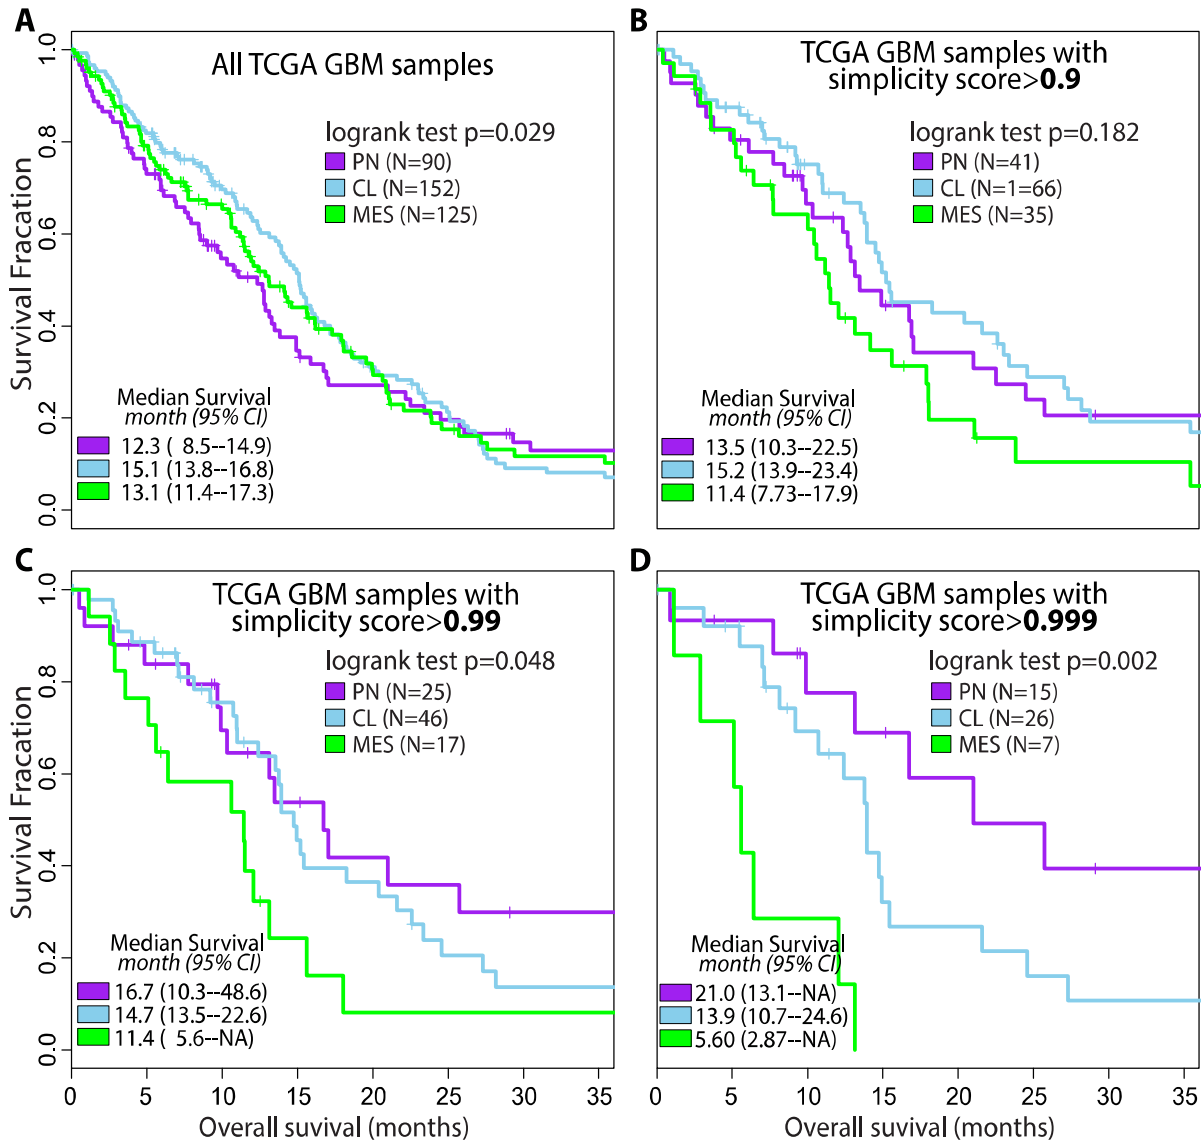 A
All TCGA GBM samples
logrank test p=0.029
PN (N=90)
CL (N=152)
MES (N=125)
Median Survival
month (95% CI)
12.3 ( 8.5--14.9)
15.1 (13.8--16.8)
13.1 (11.4--17.3)
Survival Fracation
1.0
0.8
0.6
0.4
0.2
0.0
B
TCGA GBM samples with
simplicity score>0.9
logrank test p=0.182
PN (N=41)
CL (N=1=66)
MES (N=35)
Median Survival
month (95% CI)
13.5 (10.3--22.5)
15.2 (13.9--23.4)
11.4 (7.73--17.9)
C
TCGA GBM samples with
simplicity score>0.99
logrank test p=0.048
PN (N=25)
CL (N=46)
MES (N=17)
Median Survival
month (95% CI)
16.7 (10.3--48.6)
14.7 (13.5--22.6)
11.4 ( 5.6--NA)
Survival Fracation
1.0
0.8
0.6
0.4
0.2
0.0
0 5 10 15 20 25 30 35
Overall suvival (months)
D
TCGA GBM samples with
simplicity score>0.999
logrank test p=0.002
PN (N=15)
CL (N=26)
MES (N=7)
Median Survival
month (95% CI)
21.0 (13.1--NA)
13.9 (10.7--24.6)
5.60 (2.87--NA)
0 5 10 15 20 25 30 35
Overall suvival (months)